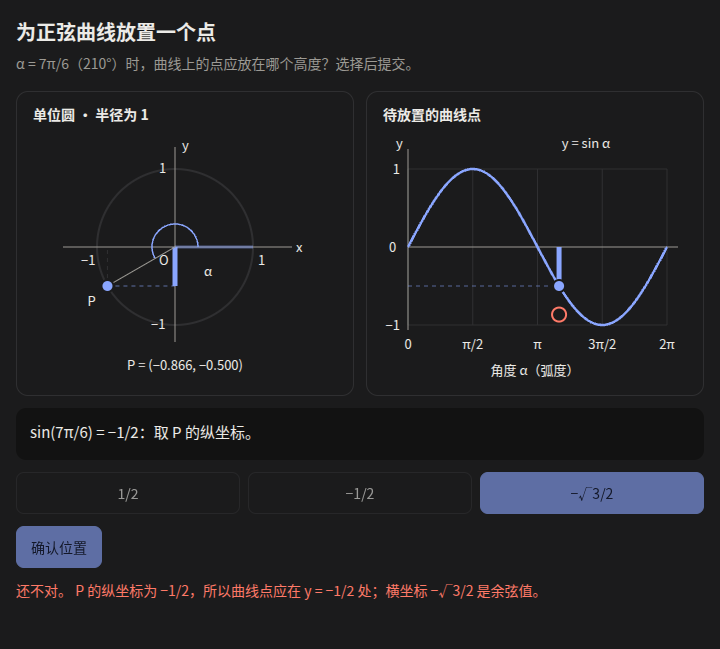 为正弦曲线放置一个点
α = 7π/6（210°）时，曲线上的点应放在哪个高度？选择后提交。
单位圆 · 半径为 1
y
1
x
−1
O
1
α
P
−1
P = (−0.866, −0.500)
待放置的曲线点
y
y = sin α
1
0
−1
0
π/2
π
3π/2
2π
角度 α（弧度）
sin(7π/6) = −1/2：取 P 的纵坐标。
1/2
−1/2
−√3/2
确认位置
还不对。 P 的纵坐标为 −1/2，所以曲线点应在 y = −1/2 处；横坐标 −√3/2 是余弦值。